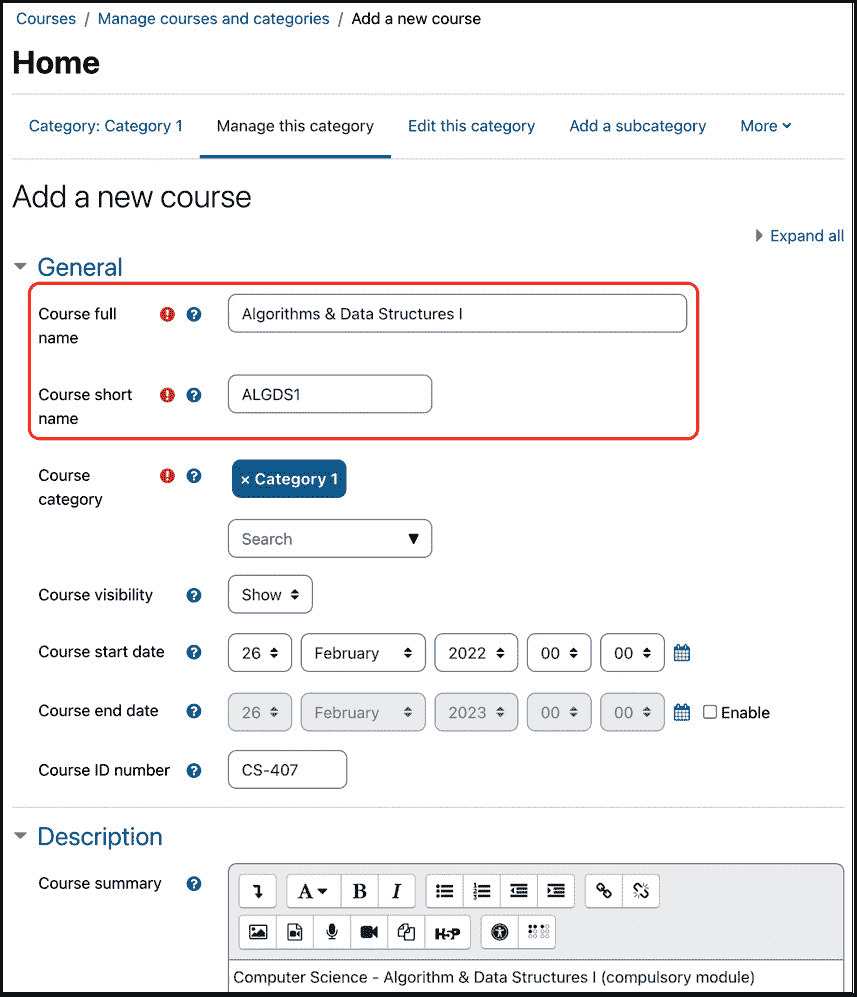 Courses / Manage courses and categories / Add a new course
Home
Category: Category 1 Manage this category Edit this category Add a subcategory More
Add a new course
Expand all
General
Course full name Algorithms & Data Structures I
Course short name ALGDS1
Course category × Category 1
Search
Course visibility Show
Course start date 26 February 2022 00 00
Course end date 26 February 2023 00 00 Enable
Course ID number CS-407
Description
Course summary
A B I
H-P
Computer Science - Algorithm & Data Structures I (compulsory module)